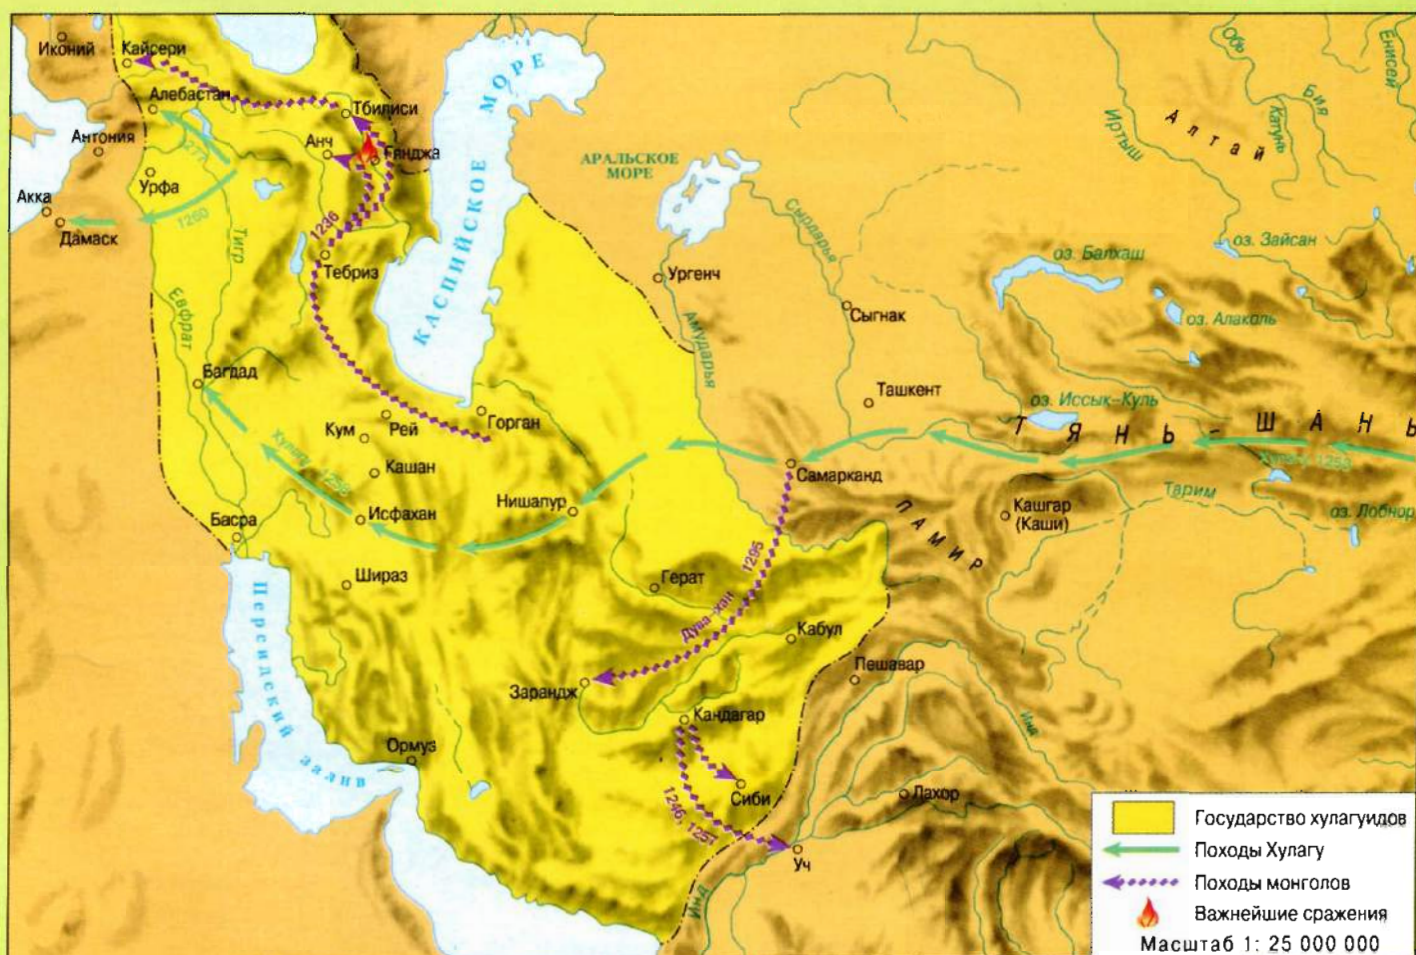 Иконий
Кайсери
Алебастан
Антония
Урфа
Акка
Дамаск
1277
1260
Тбилиси
Анч
Гянджа
1236
Тебриз
Тигр
Евфрат
Багдад
КАСПИЙСКОЕ МОРЕ
АРАЛЬСКОЕ
МОРЕ
Ургенч
Сырдарья
Амударья
Сыгнак
Ташкент
Обь
Бия
Катунь
Енисей
Иртыш
Алтай
оз. Зайсан
оз. Балхаш
оз. Алаколь
оз. Иссык-Куль
ТЯНЬ-ШАНЬ
Хулагу, 1253
Тарим
оз. Лобнор
Кашгар
(Каши)
ПАМИР
Самарканд
Горган
Рей
Кум
Кашан
Хулагу, 1258
Исфахан
Нишапур
Басра
Шираз
Персидский залив
Ормуз
Герат
Дува-хан 1295
Зарандж
Кабул
Пешавар
Кандагар
Сиби
1246, 1257
Уч
Лахор
Инд
Инд
Государство хулагуидов
Походы Хулагу
Походы монголов
Важнейшие сражения
Масштаб 1: 25 000 000